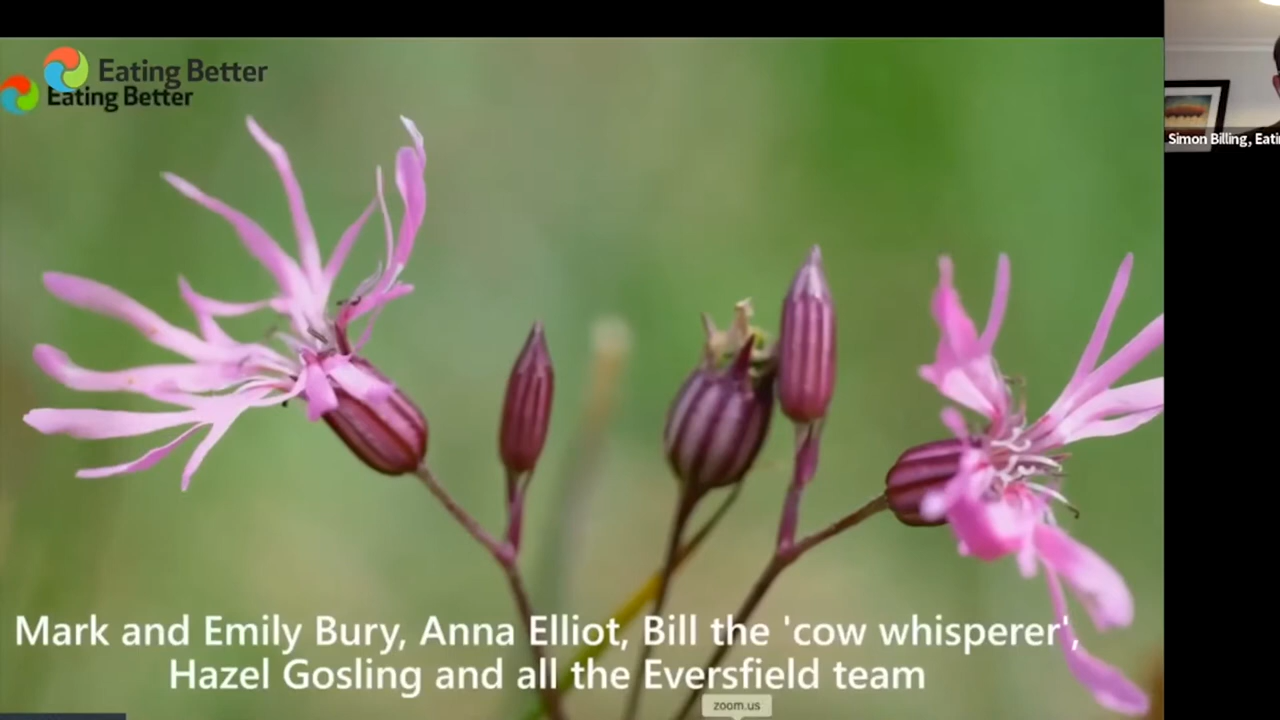 Eating Better
Eating Better
Simon Billing, Eati
Mark and Emily Bury, Anna Elliot, Bill the 'cow whisperer',
Hazel Gosling and all the Eversfield team
zoom.us